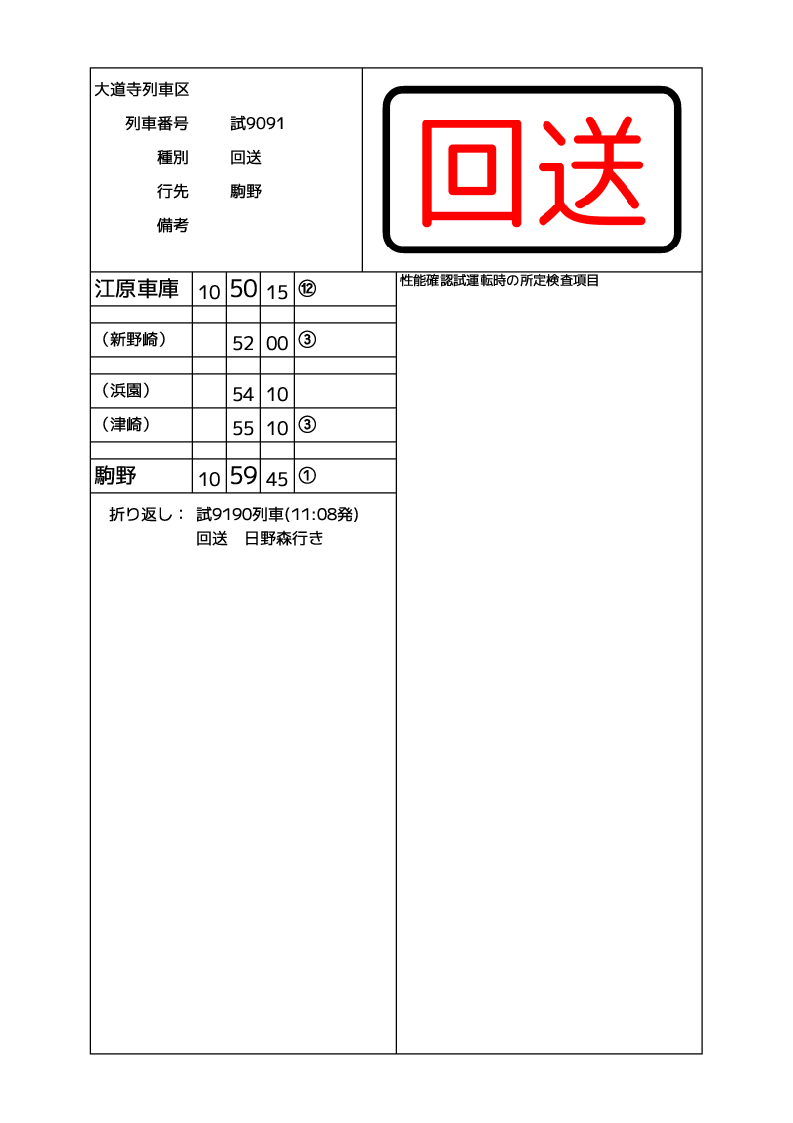 大道寺列車区
列車番号 試9091
種別 回送
行先 駒野
備考
回送
江原車庫 10 50 15 ⑫
（新野崎） 52 00 ③
（浜園） 54 10
（津崎） 55 10 ③
駒野 10 59 45 ①
折り返し： 試9190列車(11:08発)
回送　日野森行き
性能確認試運転時の所定検査項目